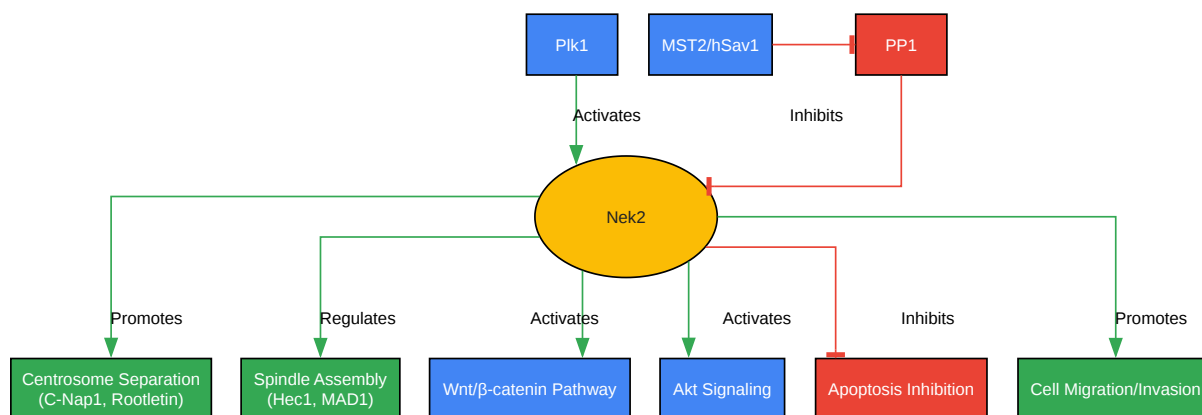 Plk1
MST2/hSav1
PP1
Activates
Inhibits
Nek2
Promotes
Regulates
Activates
Activates
Inhibits
Promotes
Centrosome Separation
(C-Nap1, Rootletin)
Spindle Assembly
(Hec1, MAD1)
Wnt/β-catenin Pathway
Akt Signaling
Apoptosis Inhibition
Cell Migration/Invasion